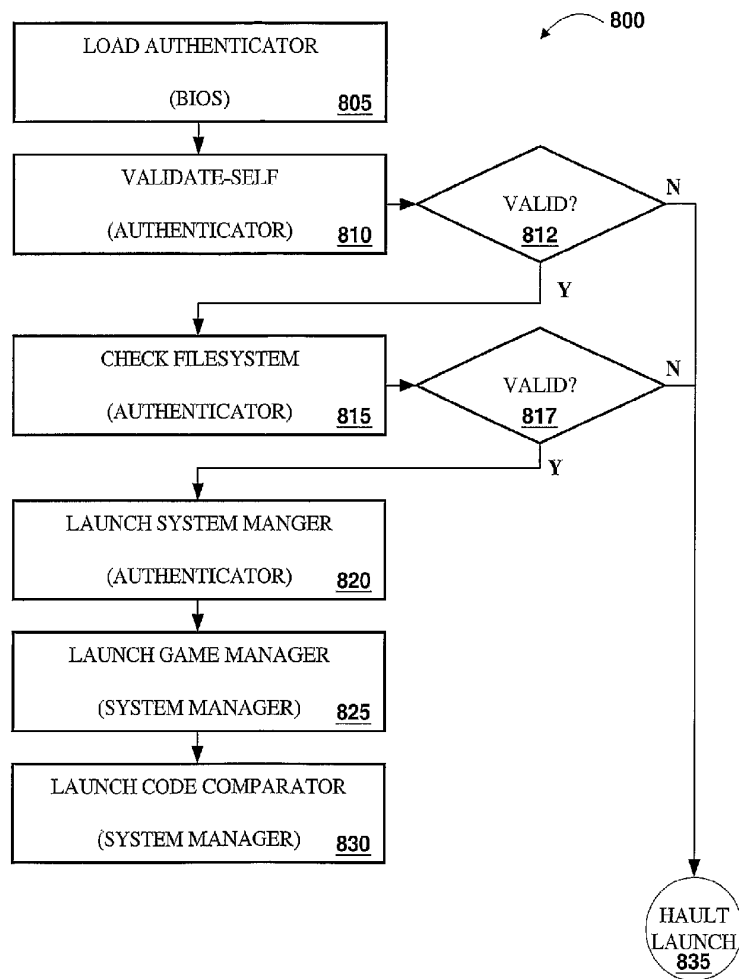 800
LOAD AUTHENTICATOR
(BIOS) 805
VALIDATE-SELF
(AUTHENTICATOR) 810
VALID?
812
N
Y
CHECK FILESYSTEM
(AUTHENTICATOR) 815
VALID?
817
N
Y
LAUNCH SYSTEM MANGER
(AUTHENTICATOR) 820
LAUNCH GAME MANAGER
(SYSTEM MANAGER) 825
LAUNCH CODE COMPARATOR
(SYSTEM MANAGER) 830
HAULT
LAUNCH
835